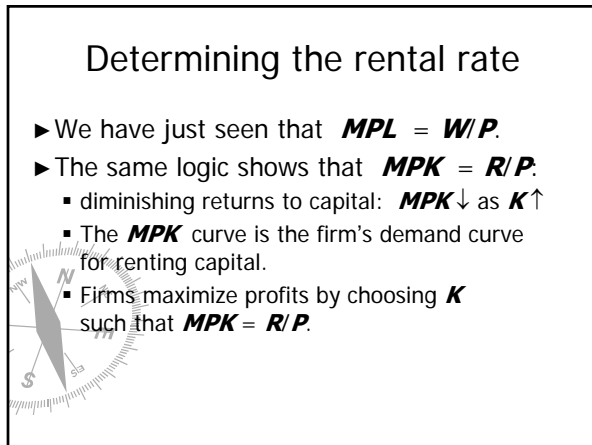 Determining the rental rate
►We have just seen that MPL = W/P.
►The same logic shows that MPK = R/P:
▪ diminishing returns to capital: MPK ↓ as K ↑
▪ The MPK curve is the firm's demand curve
for renting capital.
▪ Firms maximize profits by choosing K
such that MPK = R/P.
NW
N
E
S
SE